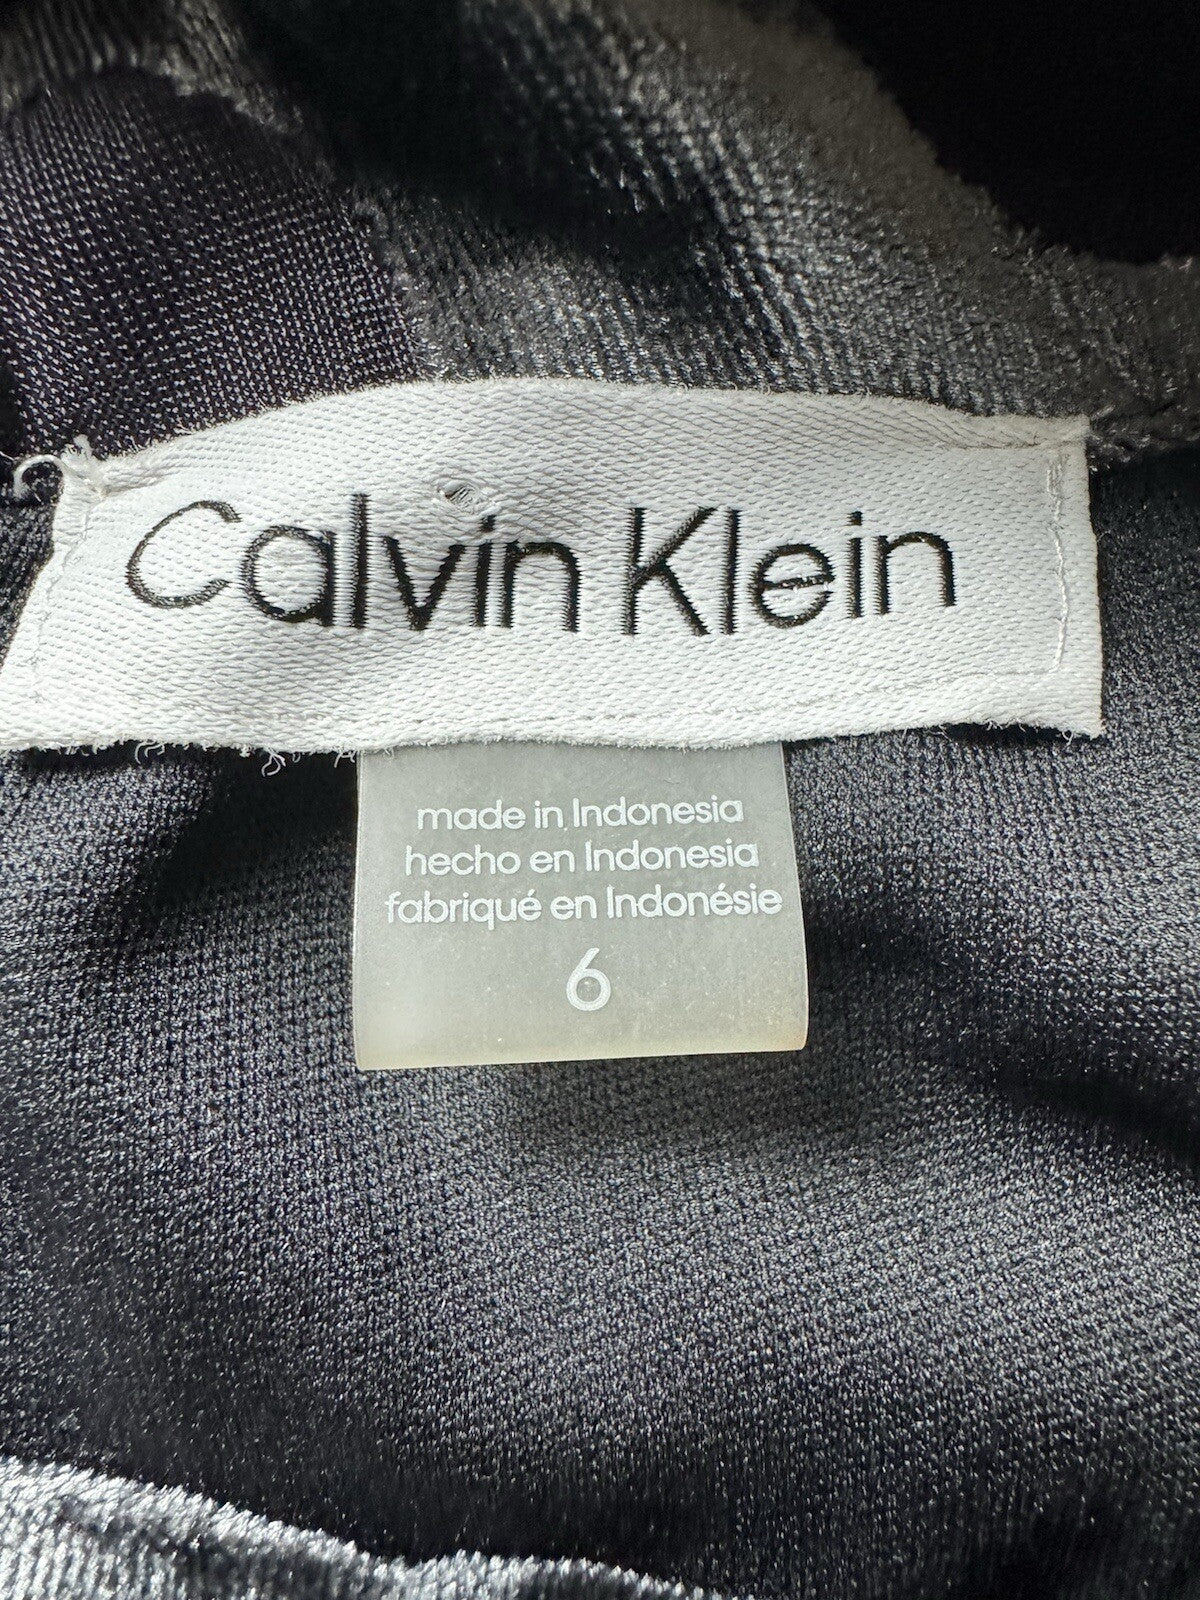 Calvin Klein
made in Indonesia
hecho en Indonesia
fabriqué en Indonésie
6